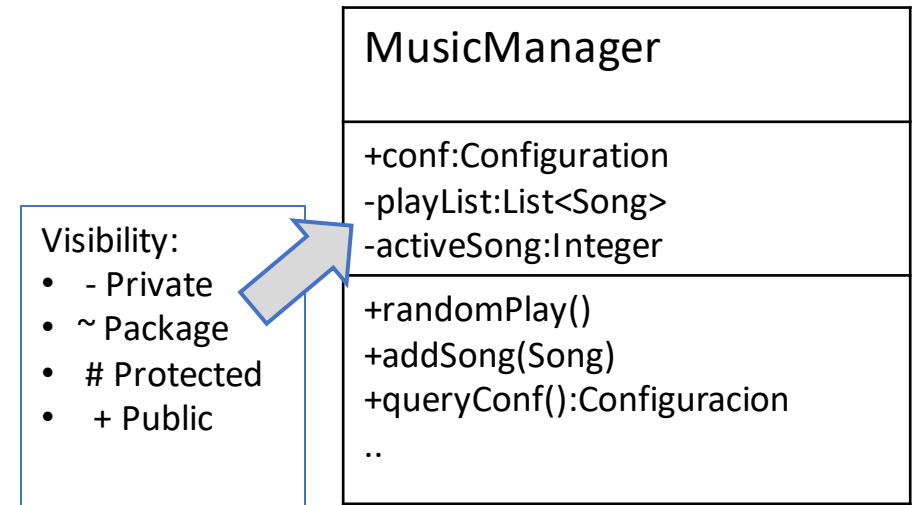 MusicManager
+conf:Configuration
-playList:List<Song>
-activeSong:Integer
+randomPlay()
+addSong(Song)
+queryConf():Configuracion
..
Visibility:
• - Private
• ~ Package
• # Protected
• + Public